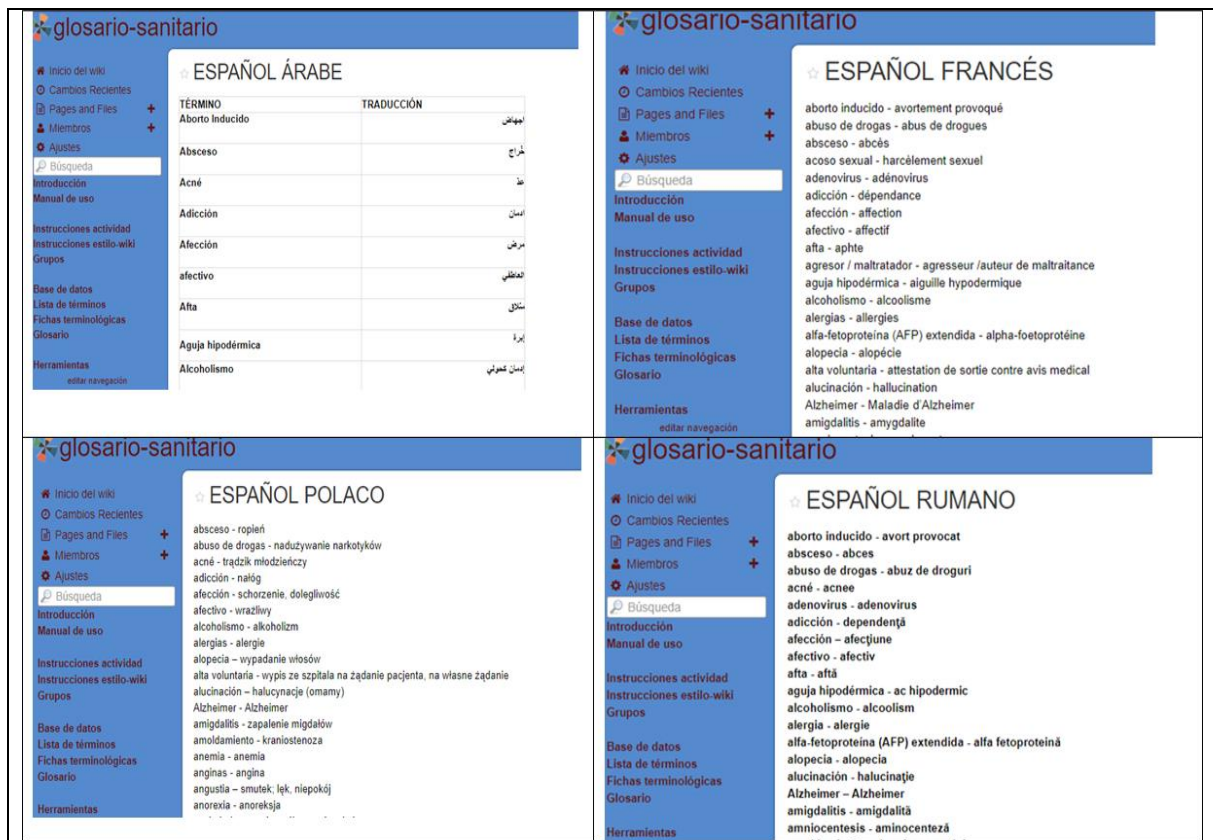 glosario-sanitario
Inicio del wiki
Cambios Recientes
Pages and Files +
Miembros +
Ajustes
Búsqueda
Introducción
Manual de uso
Instrucciones actividad
Instrucciones estilo-wiki
Grupos
Base de datos
Lista de términos
Fichas terminológicas
Glosario
Herramientas
editar navegación
ESPAÑOL ÁRABE
TÉRMINO TRADUCCIÓN
Aborto Inducido اجهاض
Absceso خُراج
Acné عد
Adicción ادمان
Afección مرض
afectivo العاطفي
Afta سُلاق
Aguja hipodérmica إبرة
Alcoholismo إدمان كحولي
glosario-sanitario
Inicio del wiki
Cambios Recientes
Pages and Files +
Miembros +
Ajustes
Búsqueda
Introducción
Manual de uso
Instrucciones actividad
Instrucciones estilo-wiki
Grupos
Base de datos
Lista de términos
Fichas terminológicas
Glosario
Herramientas
editar navegación
ESPAÑOL FRANCÉS
aborto inducido - avortement provoqué
abuso de drogas - abus de drogues
absceso - abcès
acoso sexual - harcèlement sexuel
adenovirus - adénovirus
adicción - dépendance
afección - affection
afectivo - affectif
afta - aphte
agresor / maltratador - agresseur /auteur de maltraitance
aguja hipodérmica - aiguille hypodermique
alcoholismo - alcoolisme
alergias - allergies
alfa-fetoproteína (AFP) extendida - alpha-foetoprotéine
alopecia - alopécie
alta voluntaria - attestation de sortie contre avis medical
alucinación - hallucination
Alzheimer - Maladie d'Alzheimer
amigdalitis - amygdalite
glosario-sanitario
Inicio del wiki
Cambios Recientes
Pages and Files +
Miembros +
Ajustes
Búsqueda
Introducción
Manual de uso
Instrucciones actividad
Instrucciones estilo-wiki
Grupos
Base de datos
Lista de términos
Fichas terminológicas
Glosario
Herramientas
ESPAÑOL POLACO
absceso - ropień
abuso de drogas - nadużywanie narkotyków
acné - trądzik młodzieńczy
adicción - nałóg
afección - schorzenie, dolegliwość
afectivo - wrażliwy
alcoholismo - alkoholizm
alergias - alergie
alopecia – wypadanie włosów
alta voluntaria - wypis ze szpitala na żądanie pacjenta, na własne żądanie
alucinación – halucynacje (omamy)
Alzheimer - Alzheimer
amigdalitis - zapalenie migdałów
amoldamiento - kraniostenoza
anemia - anemia
anginas - angina
angustia – smutek; lęk, niepokój
anorexia - anoreksja
glosario-sanitario
Inicio del wiki
Cambios Recientes
Pages and Files +
Miembros +
Ajustes
Búsqueda
Introducción
Manual de uso
Instrucciones actividad
Instrucciones estilo-wiki
Grupos
Base de datos
Lista de términos
Fichas terminológicas
Glosario
Herramientas
ESPAÑOL RUMANO
aborto inducido - avort provocat
absceso - abces
abuso de drogas - abuz de droguri
acné - acnee
adenovirus - adenovirus
adicción - dependenţă
afección – afecţiune
afectivo - afectiv
afta - aftă
aguja hipodérmica - ac hipodermic
alcoholismo - alcoolism
alergia - alergie
alfa-fetoproteína (AFP) extendida - alfa fetoproteină
alopecia - alopecia
alucinación - halucinaţie
Alzheimer – Alzheimer
amigdalitis - amigdalită
amniocentesis - aminocenteză